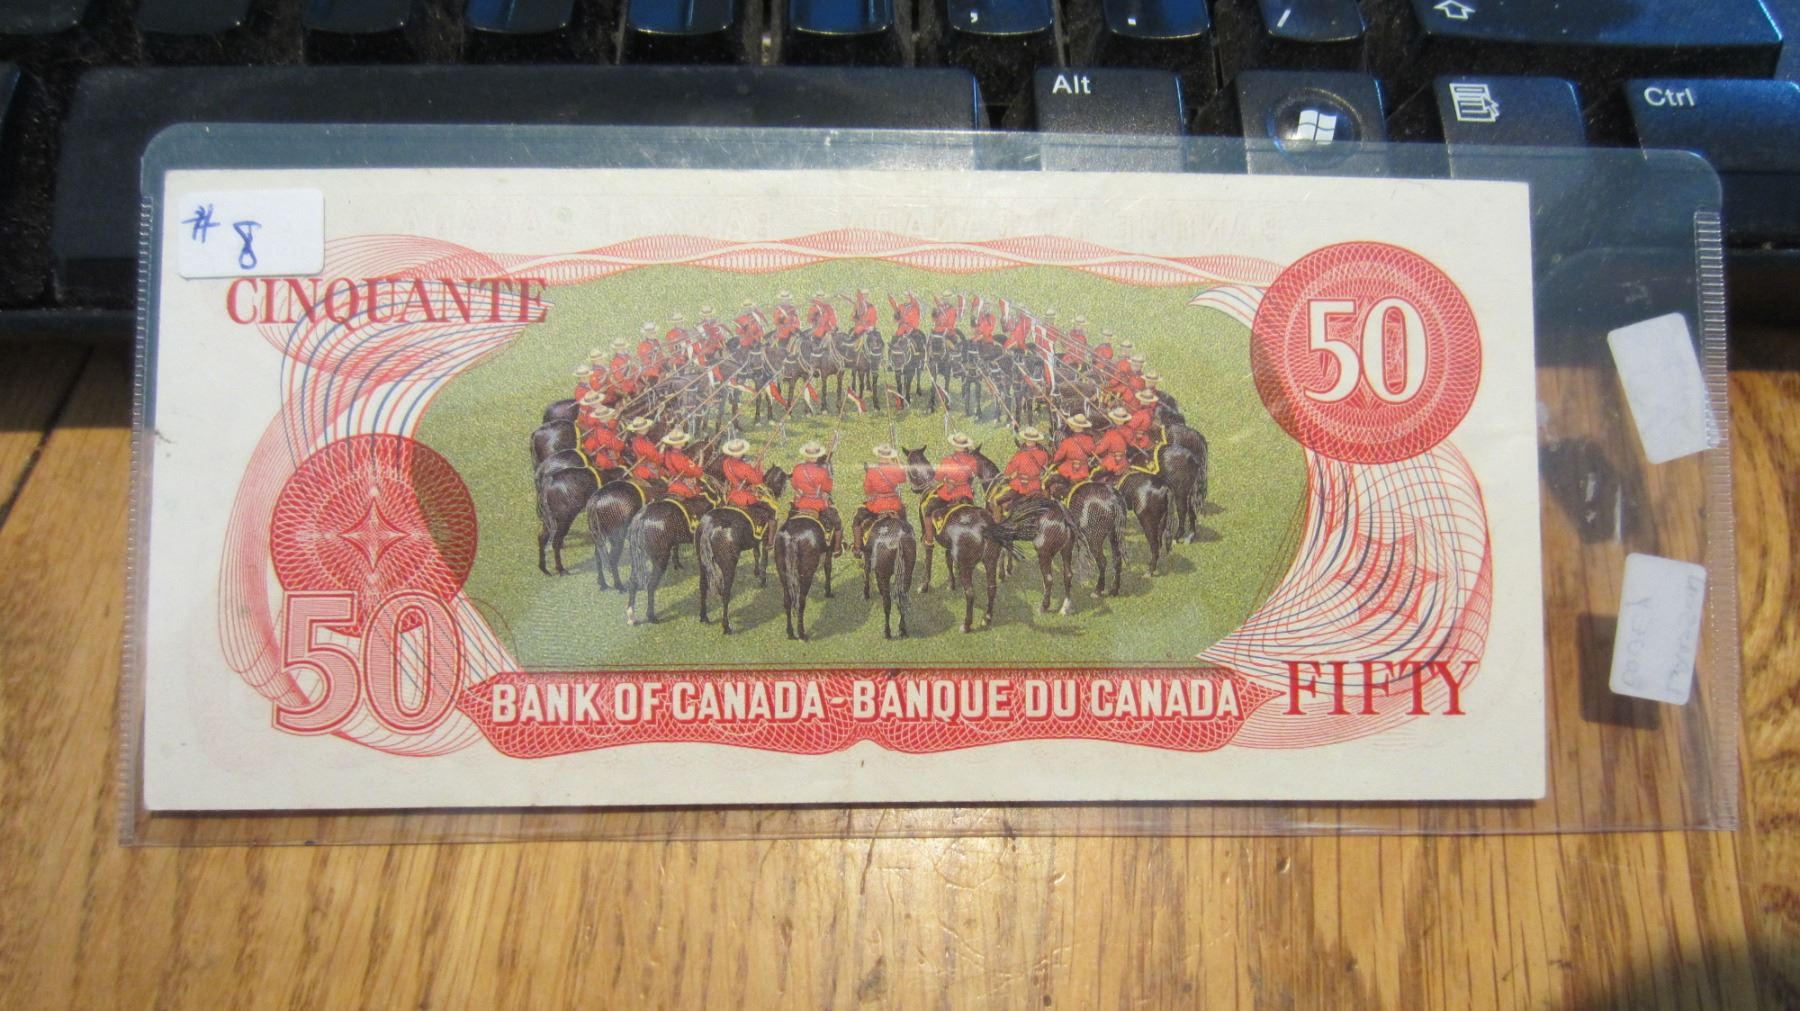 , . /
Alt Ctrl
# 8
CINQUANTE
50
50
BANK OF CANADA - BANQUE DU CANADA
FIFTY